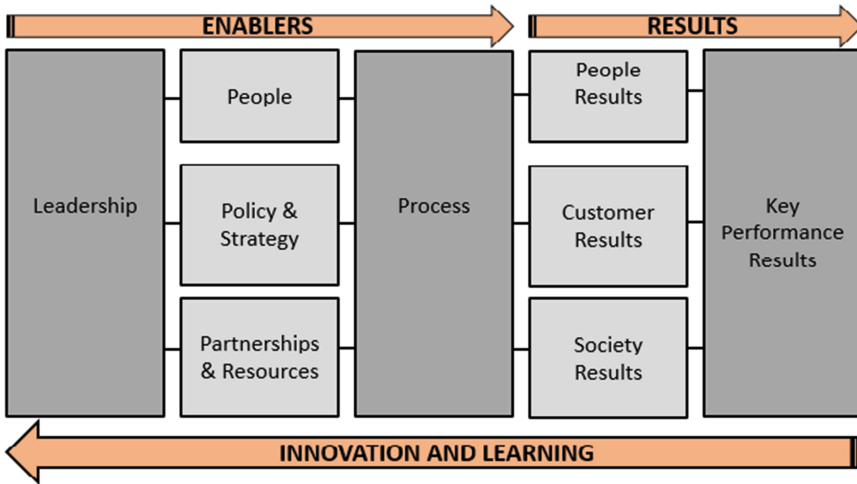 ENABLERS
RESULTS
Leadership
People
Policy &
Strategy
Partnerships
& Resources
Process
People
Results
Customer
Results
Society
Results
Key
Performance
Results
INNOVATION AND LEARNING